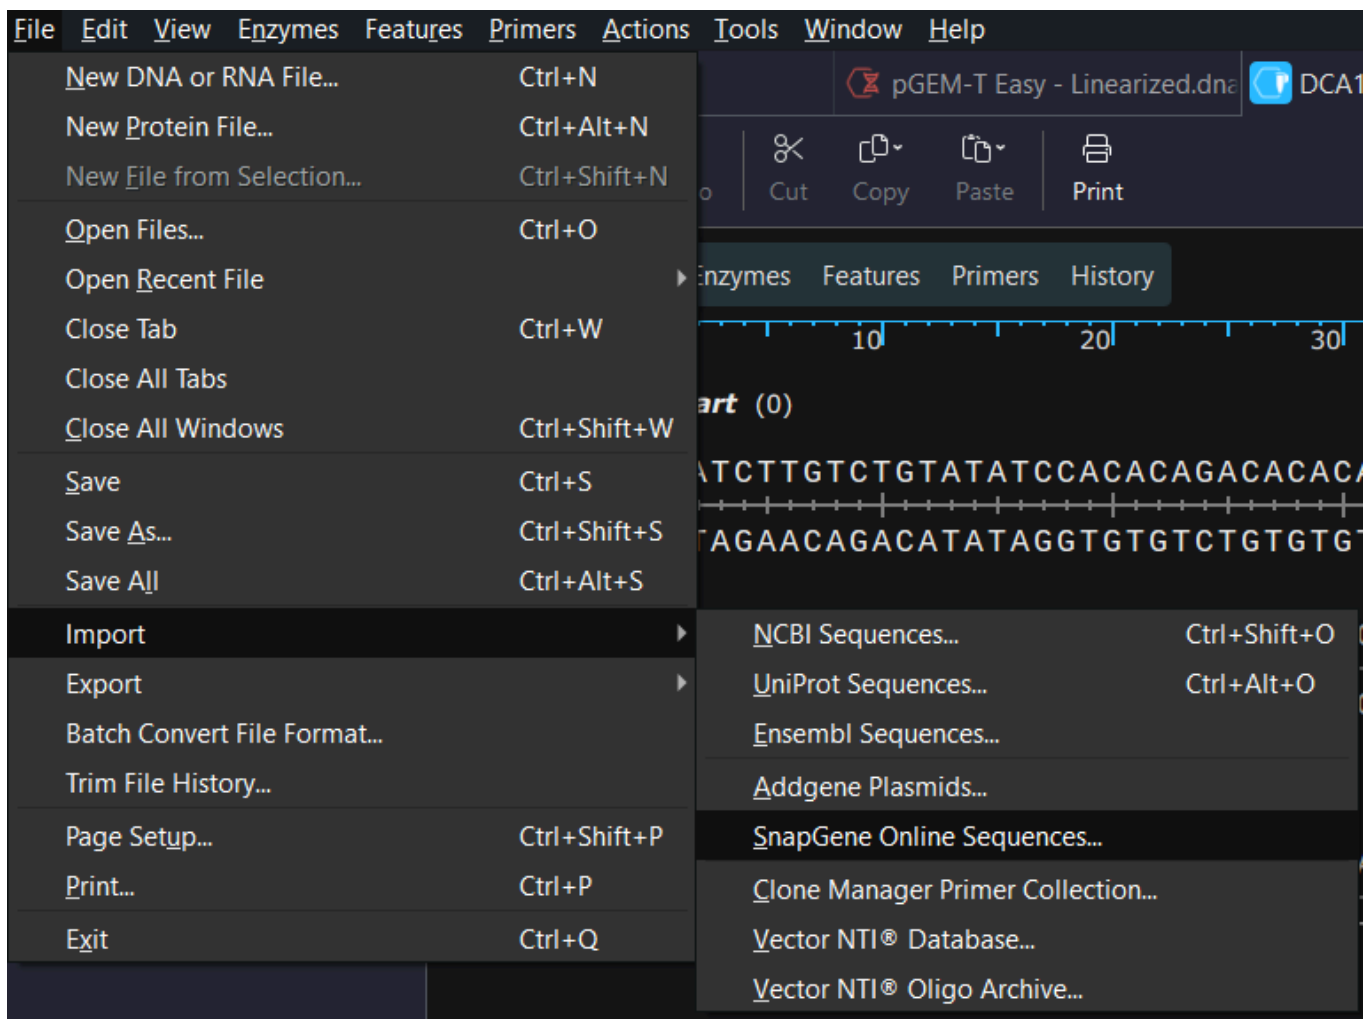 File Edit View Enzymes Features Primers Actions Tools Window Help
New DNA or RNA File... Ctrl+N
New Protein File... Ctrl+Alt+N
New File from Selection... Ctrl+Shift+N
Open Files... Ctrl+O
Open Recent File
Close Tab Ctrl+W
Close All Tabs
Close All Windows Ctrl+Shift+W
Save Ctrl+S
Save As... Ctrl+Shift+S
Save All Ctrl+Alt+S
Import
Export
Batch Convert File Format...
Trim File History...
Page Setup... Ctrl+Shift+P
Print... Ctrl+P
Exit Ctrl+Q
pGEM-T Easy - Linearized.dna DCA1
Cut Copy Paste Print
Enzymes Features Primers History
10 20 30
art (0)
ATCTTGTCTGTATATCCACACAGACACACA
TAGAACAGACATATAGGTGTGTCTGTGTGT
NCBI Sequences... Ctrl+Shift+O
UniProt Sequences... Ctrl+Alt+O
Ensembl Sequences...
Addgene Plasmids...
SnapGene Online Sequences...
Clone Manager Primer Collection...
Vector NTI® Database...
Vector NTI® Oligo Archive...